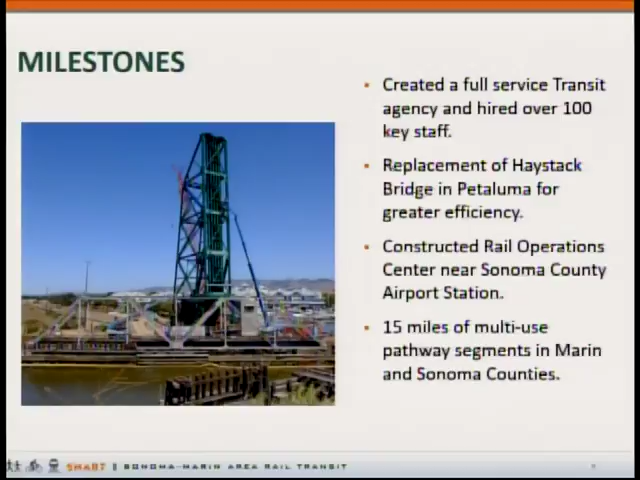 MILESTONES
Created a full service Transit
agency and hired over 100
key staff.
Replacement of Haystack
Bridge in Petaluma for
greater efficiency.
Constructed Rail Operations
Center near Sonoma County
Airport Station.
15 miles of multi-use
pathway segments in Marin
and Sonoma Counties.
SMART | SONOMA-MARIN AREA RAIL TRANSIT